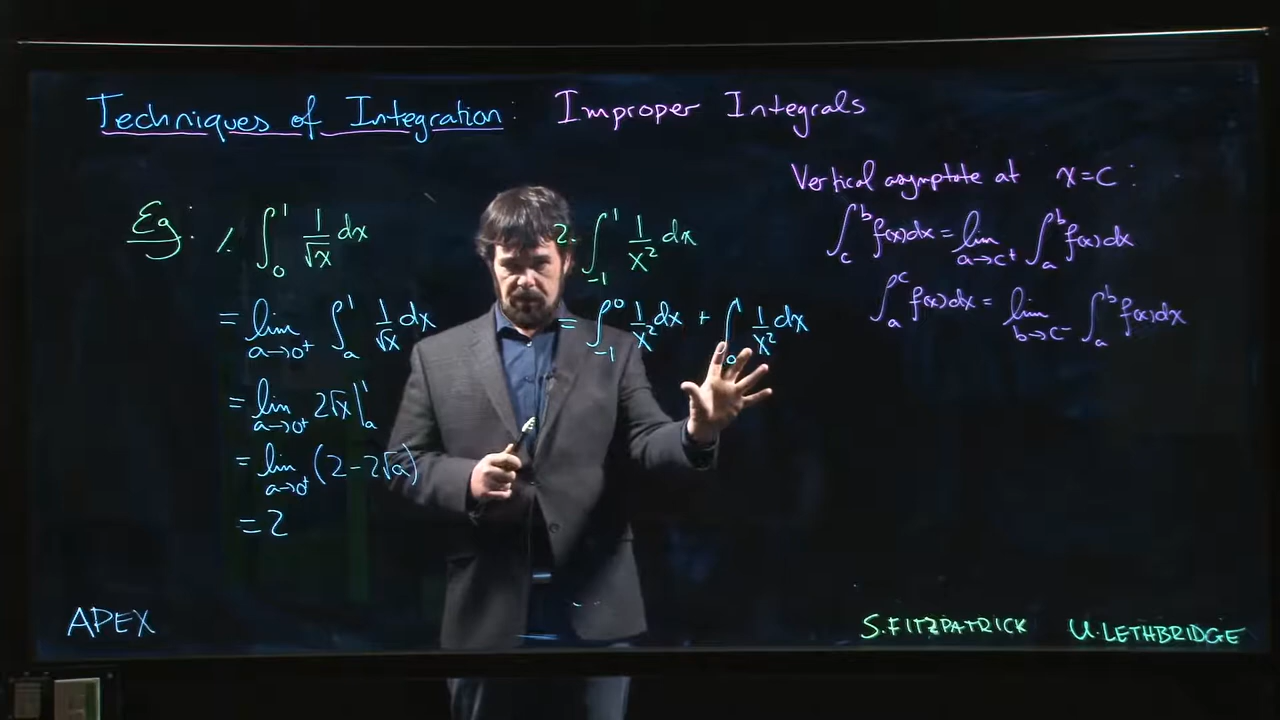 Techniques of Integration: Improper Integrals
Vertical asymptote at x=c:
∫_c^b f(x)dx = lim_{a→c⁺} ∫_a^b f(x)dx
∫_a^c f(x)dx = lim_{b→c⁻} ∫_a^b f(x)dx
Eg: 1. ∫_0^1 1/√x dx
= lim_{a→0⁺} ∫_a^1 1/√x dx
= lim_{a→0⁺} 2√x |_a^1
= lim_{a→0⁺} (2-2√a)
= 2
2. ∫_{-1}^1 1/x² dx
= ∫_{-1}^0 1/x² dx + ∫_0^1 1/x² dx
APEX
S. FITZPATRICK U. LETHBRIDGE